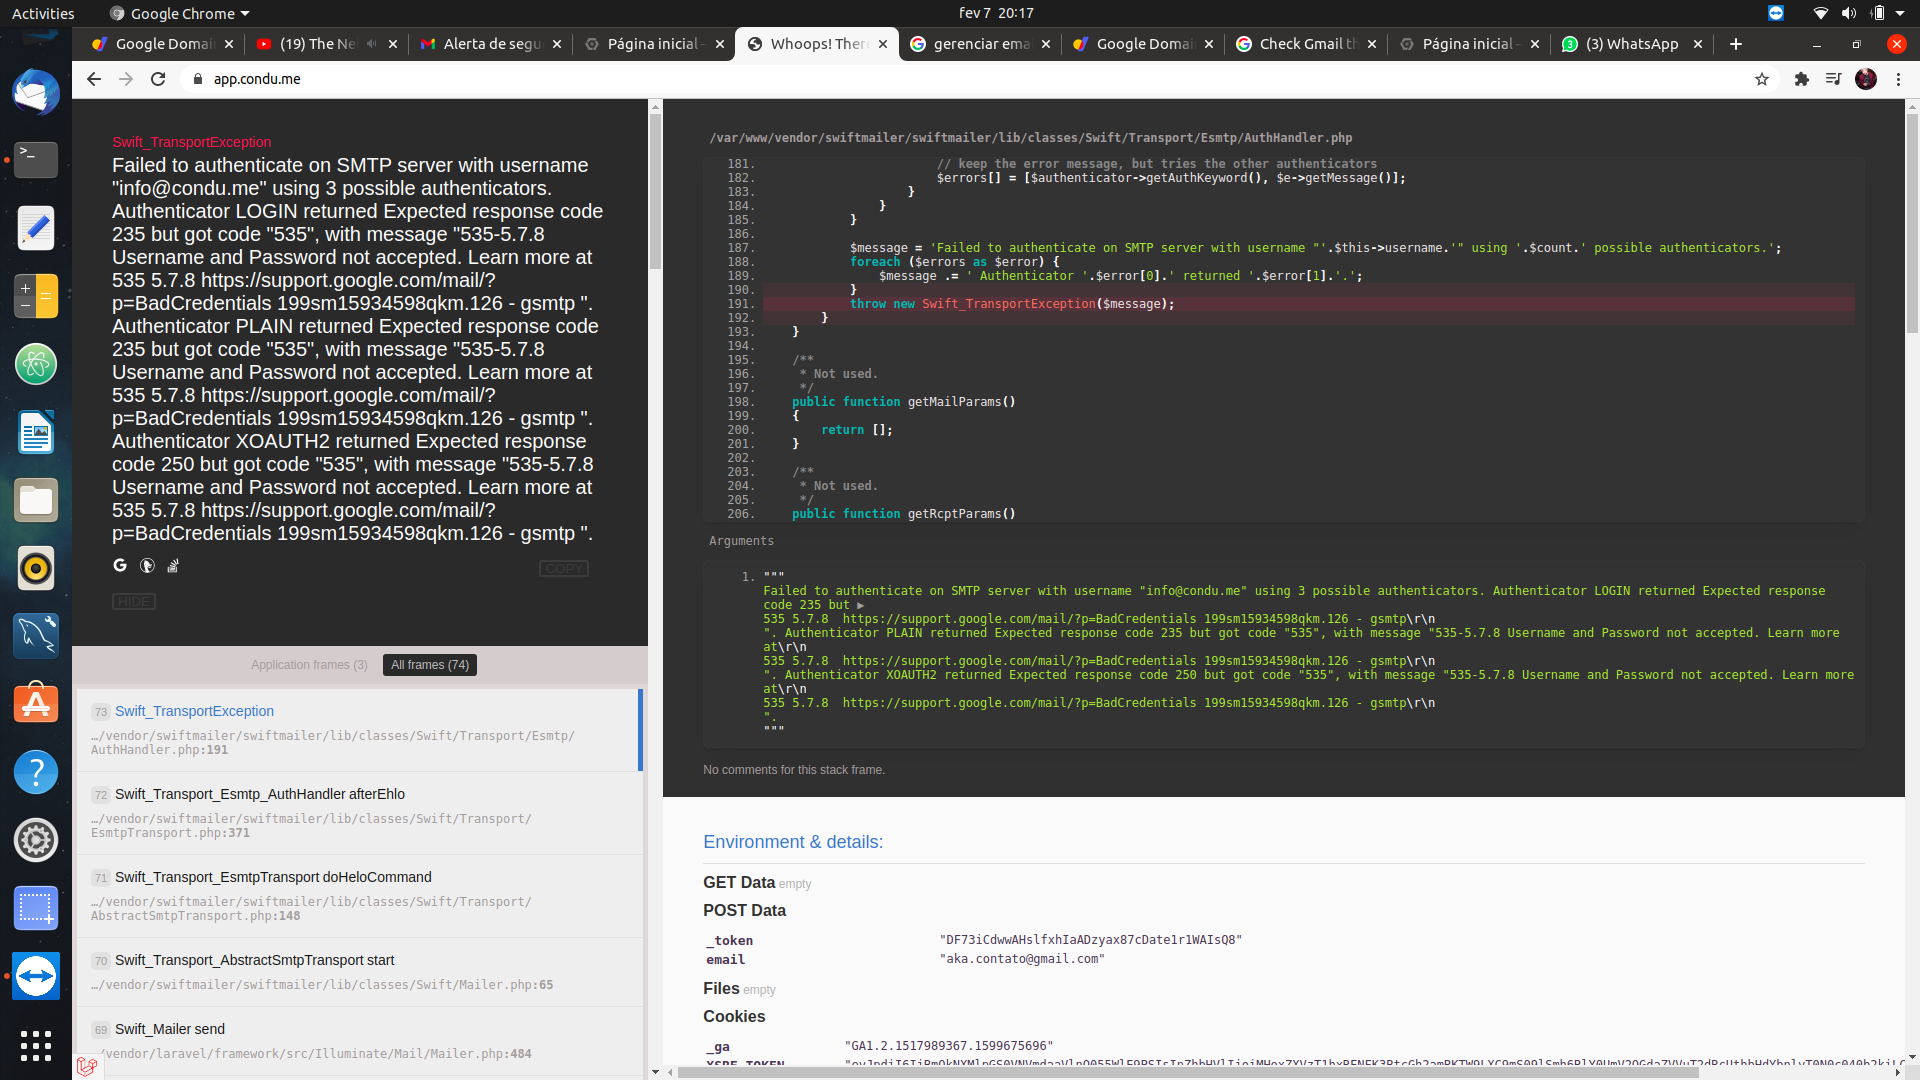 Activities
Google Chrome
fev 7 20:17
Google Domai
(19) The Ne
Alerta de segu
Página inicial -
Whoops! Ther
gerenciar ema
Google Domai
Check Gmail th
Página inicial -
(3) WhatsApp
app.condu.me
Swift_TransportException
Failed to authenticate on SMTP server with username
"info@condu.me" using 3 possible authenticators.
Authenticator LOGIN returned Expected response code
235 but got code "535", with message "535-5.7.8
Username and Password not accepted. Learn more at
535 5.7.8 https://support.google.com/mail/?
p=BadCredentials 199sm15934598qkm.126 - gsmtp ".
Authenticator PLAIN returned Expected response code
235 but got code "535", with message "535-5.7.8
Username and Password not accepted. Learn more at
535 5.7.8 https://support.google.com/mail/?
p=BadCredentials 199sm15934598qkm.126 - gsmtp ".
Authenticator XOAUTH2 returned Expected response
code 250 but got code "535", with message "535-5.7.8
Username and Password not accepted. Learn more at
535 5.7.8 https://support.google.com/mail/?
p=BadCredentials 199sm15934598qkm.126 - gsmtp ".
COPY
HIDE
Application frames (3)
All frames (74)
73 Swift_TransportException
…/vendor/swiftmailer/swiftmailer/lib/classes/Swift/Transport/Esmtp/
AuthHandler.php:191
72 Swift_Transport_Esmtp_AuthHandler afterEhlo
…/vendor/swiftmailer/swiftmailer/lib/classes/Swift/Transport/
EsmtpTransport.php:371
71 Swift_Transport_EsmtpTransport doHeloCommand
…/vendor/swiftmailer/swiftmailer/lib/classes/Swift/Transport/
AbstractSmtpTransport.php:148
70 Swift_Transport_AbstractSmtpTransport start
…/vendor/swiftmailer/swiftmailer/lib/classes/Swift/Mailer.php:65
69 Swift_Mailer send
/vendor/laravel/framework/src/Illuminate/Mail/Mailer.php:484
/var/www/vendor/swiftmailer/swiftmailer/lib/classes/Swift/Transport/Esmtp/AuthHandler.php
181. // keep the error message, but tries the other authenticators
182. $errors[] = [$authenticator->getAuthKeyword(), $e->getMessage()];
183. }
184. }
185. }
186.
187. $message = 'Failed to authenticate on SMTP server with username "'.$this->username.'" using '.$count.' possible authenticators.';
188. foreach ($errors as $error) {
189. $message .= ' Authenticator '.$error[0].' returned '.$error[1].'.';
190. }
191. throw new Swift_TransportException($message);
192. }
193. }
194.
195. /**
196. * Not used.
197. */
198. public function getMailParams()
199. {
200. return [];
201. }
202.
203. /**
204. * Not used.
205. */
206. public function getRcptParams()
Arguments
1. """
Failed to authenticate on SMTP server with username "info@condu.me" using 3 possible authenticators. Authenticator LOGIN returned Expected response
code 235 but ▶
535 5.7.8  https://support.google.com/mail/?p=BadCredentials 199sm15934598qkm.126 - gsmtp\r\n
". Authenticator PLAIN returned Expected response code 235 but got code "535", with message "535-5.7.8 Username and Password not accepted. Learn more
at\r\n
535 5.7.8  https://support.google.com/mail/?p=BadCredentials 199sm15934598qkm.126 - gsmtp\r\n
". Authenticator XOAUTH2 returned Expected response code 250 but got code "535", with message "535-5.7.8 Username and Password not accepted. Learn more
at\r\n
535 5.7.8  https://support.google.com/mail/?p=BadCredentials 199sm15934598qkm.126 - gsmtp\r\n
".
"""
No comments for this stack frame.
Environment & details:
GET Data empty
POST Data
_token "DF73iCdwwAHslfxhIaADzyax87cDate1r1WAIsQ8"
email "aka.contato@gmail.com"
Files empty
Cookies
_ga "GA1.2.1517989367.1599675696"